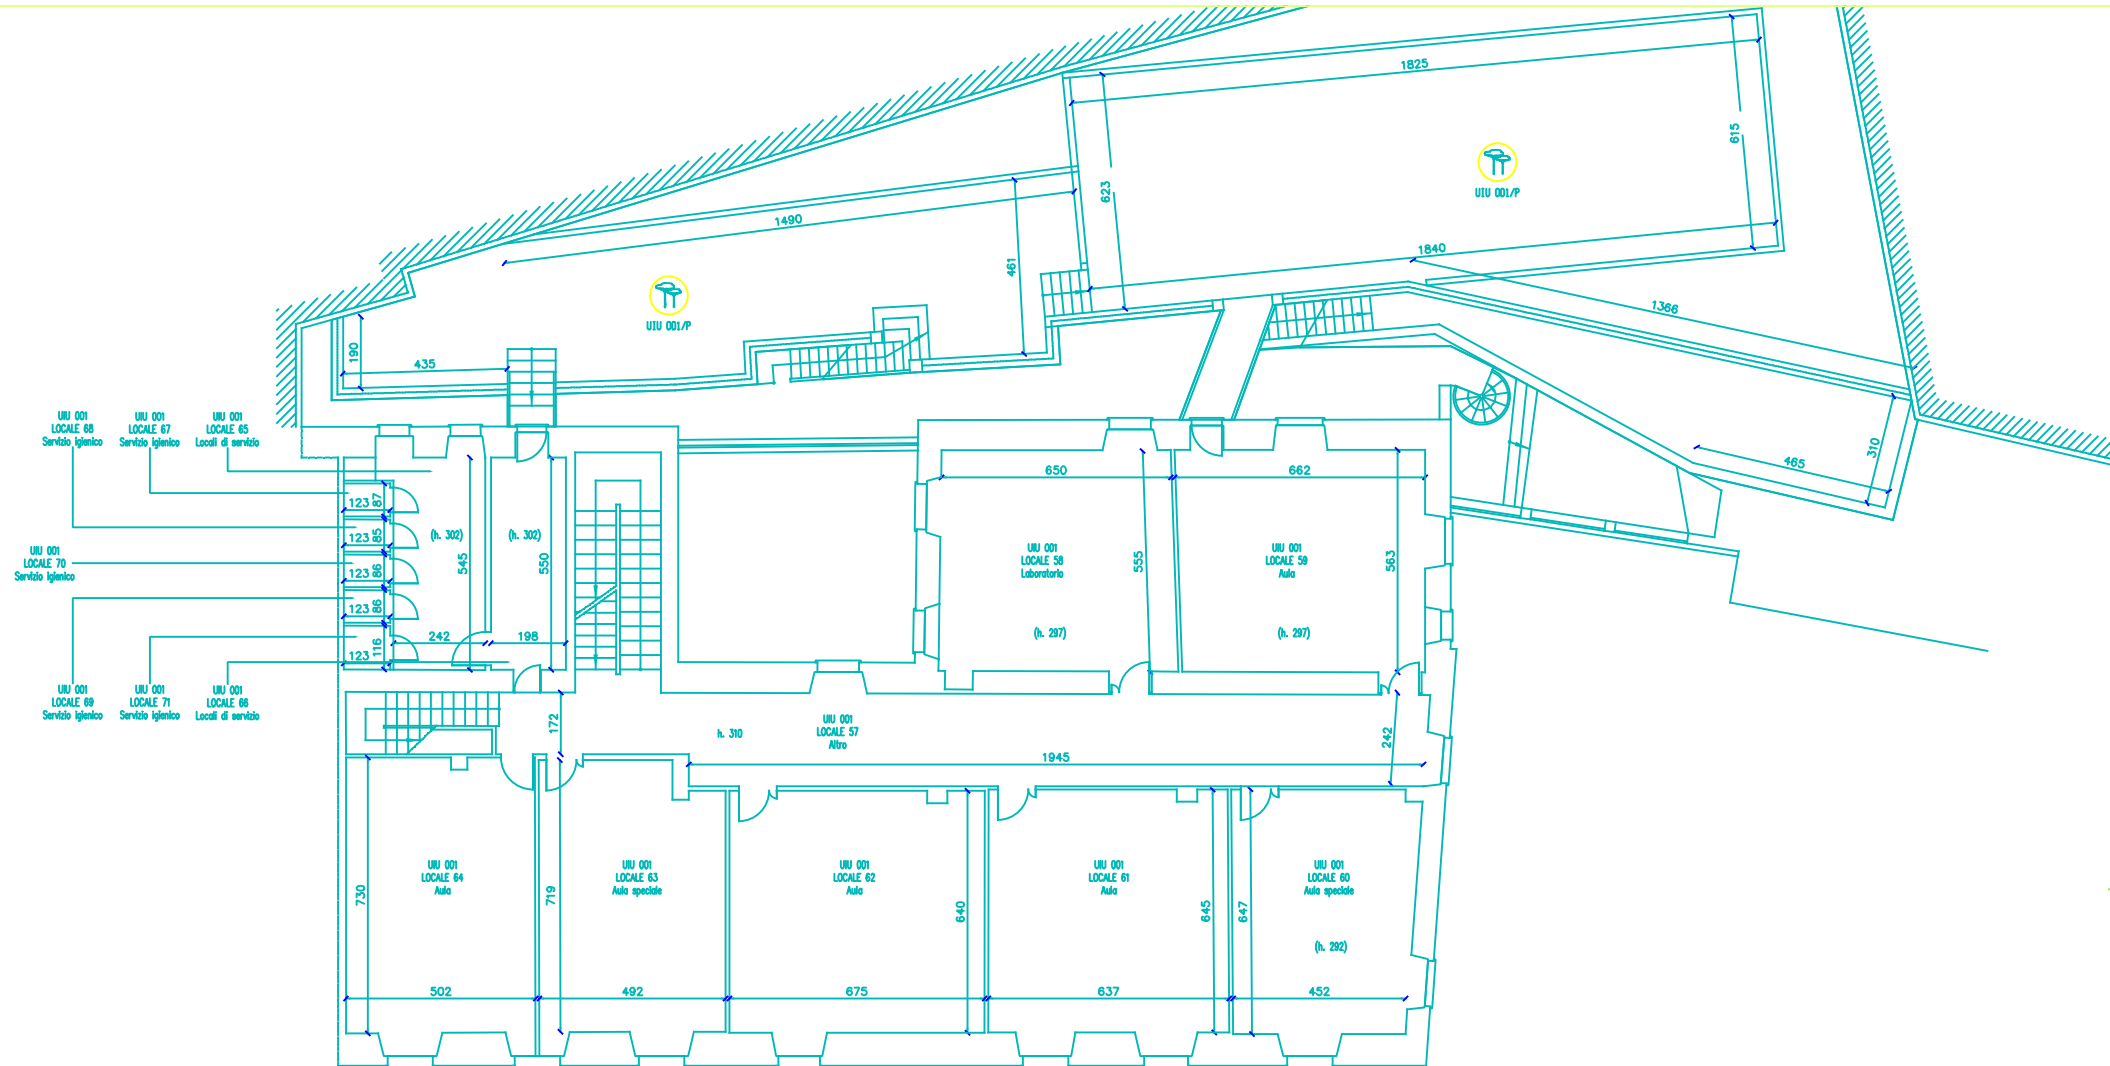 1825
615
623
UIU 001/P
1490
1840
461
1366
UIU 001/P
190
435
310
465
UIU 001
LOCALE 68
Servizio igienico
UIU 001
LOCALE 67
Servizio igienico
UIU 001
LOCALE 65
Locali di servizio
650
662
123
87
(h. 302)
(h. 302)
123
85
UIU 001
LOCALE 70
Servizio igienico
545
550
UIU 001
LOCALE 58
Laboratorio
555
UIU 001
LOCALE 59
Aula
563
123
86
123
86
242
198
(h. 297)
(h. 297)
123
116
UIU 001
LOCALE 69
Servizio igienico
UIU 001
LOCALE 71
Servizio igienico
UIU 001
LOCALE 66
Locali di servizio
172
h. 310
UIU 001
LOCALE 57
Altro
242
1945
UIU 001
LOCALE 64
Aula
UIU 001
LOCALE 63
Aula speciale
UIU 001
LOCALE 62
Aula
UIU 001
LOCALE 61
Aula
UIU 001
LOCALE 60
Aula speciale
730
719
640
645
647
(h. 292)
502
492
675
637
452